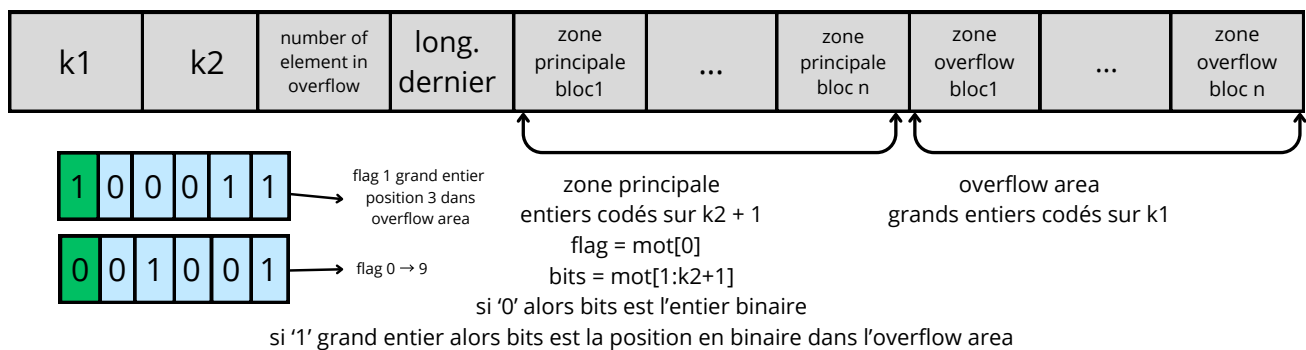 k1
k2
number of
element in
overflow
long.
dernier
zone
principale
bloc1
...
zone
principale
bloc n
zone
overflow
bloc1
...
zone
overflow
bloc n
1 0 0 0 1 1
flag 1 grand entier
position 3 dans
overflow area
0 0 1 0 0 1
flag 0 → 9
zone principale
entiers codés sur k2 + 1
flag = mot[0]
bits = mot[1:k2+1]
si ‘0’ alors bits est l’entier binaire
si ‘1’ grand entier alors bits est la position en binaire dans l’overflow area
overflow area
grands entiers codés sur k1